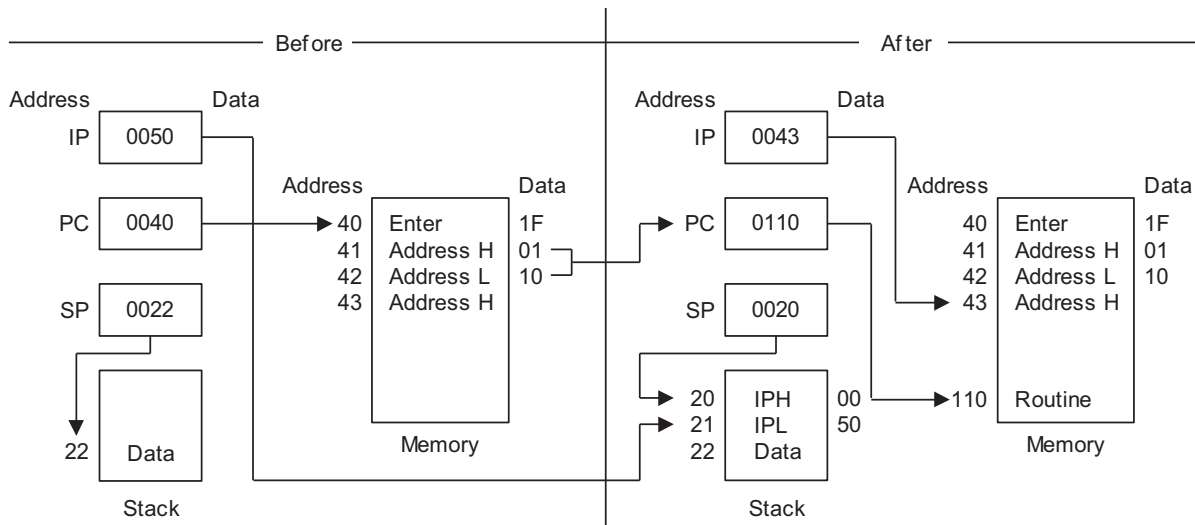 Before
Address
Data
IP
0050
PC
0040
SP
0022
22
Data
Stack
Address
Data
40 Enter 1F
41 Address H 01
42 Address L 10
43 Address H
Memory
After
Address
Data
IP
0043
PC
0110
SP
0020
20 IPH 00
21 IPL 50
22 Data
Stack
Address
Data
40 Enter 1F
41 Address H 01
42 Address L 10
43 Address H
110 Routine
Memory